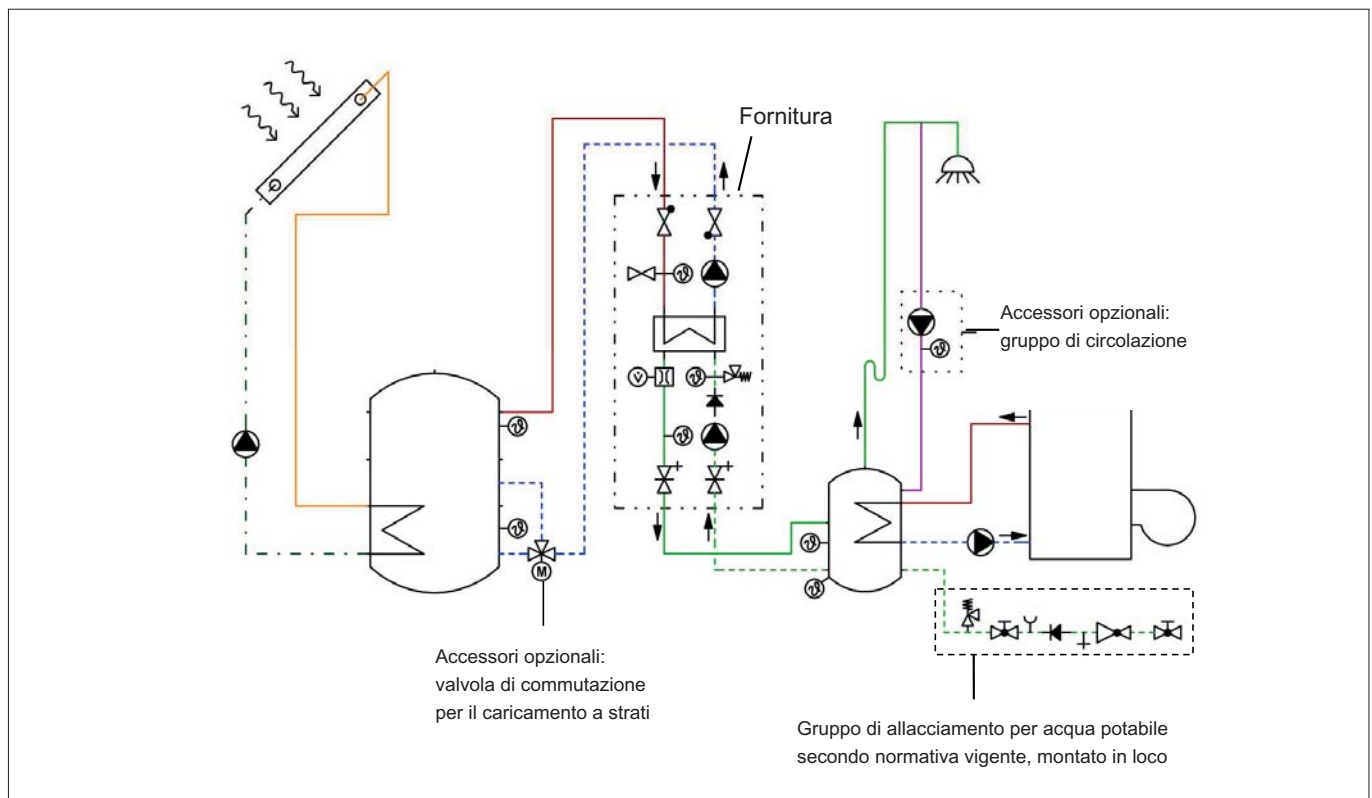 Fornitura
Accessori opzionali:
gruppo di circolazione
ϑ
ϑ
V̇
ϑ
ϑ
ϑ
ϑ
ϑ
M
ϑ
ϑ
Accessori opzionali:
valvola di commutazione
per il caricamento a strati
Gruppo di allacciamento per acqua potabile
secondo normativa vigente, montato in loco